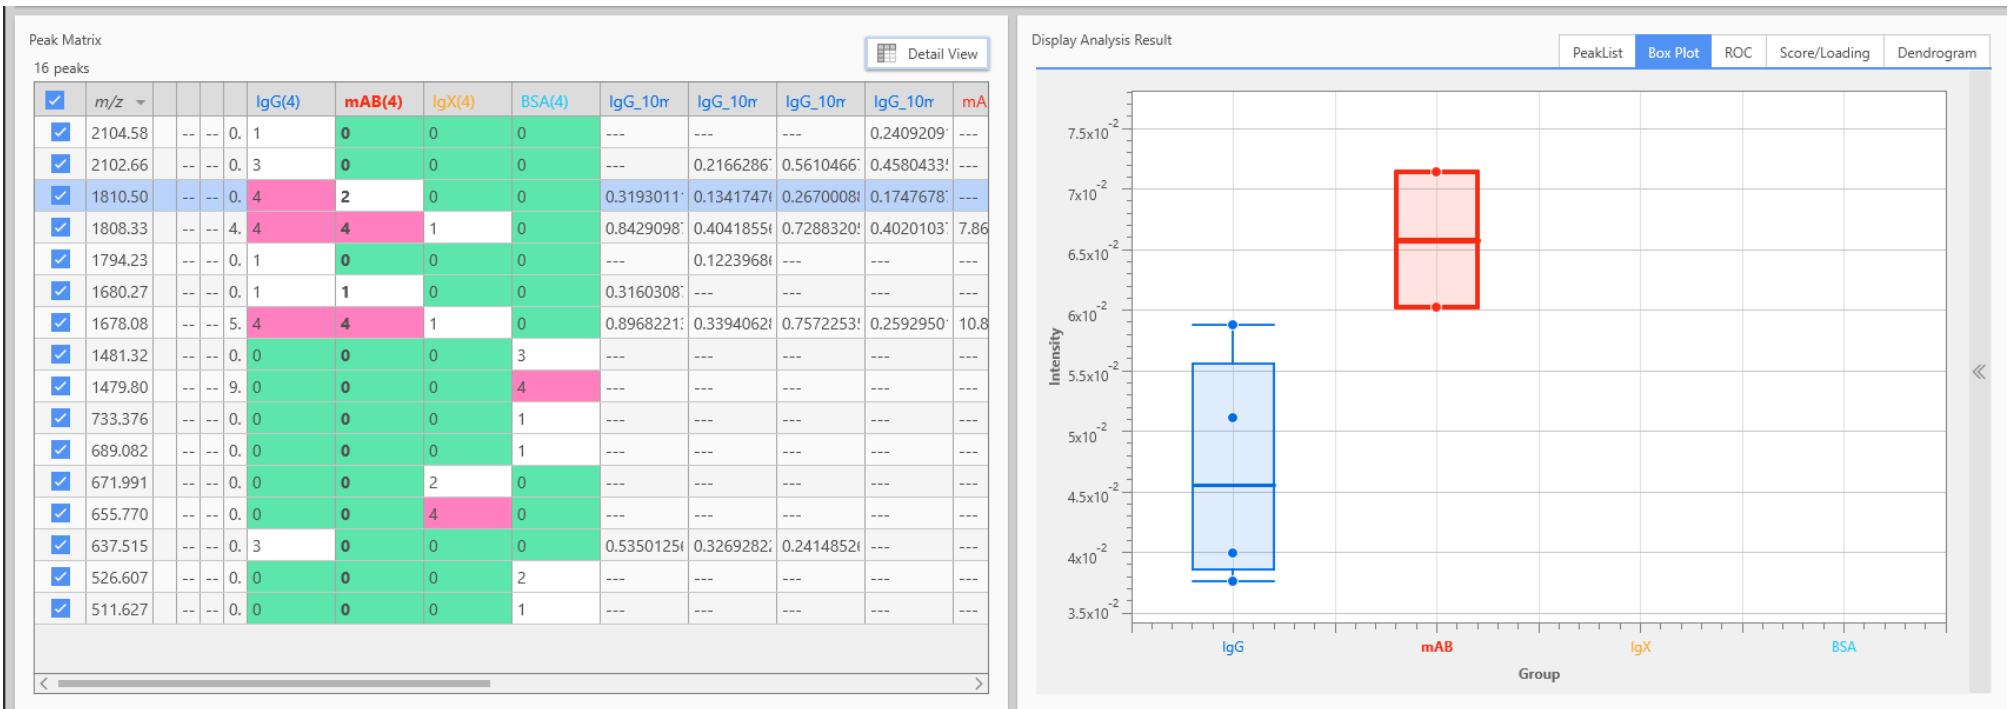 Peak Matrix
Detail View
16 peaks
m/z IgG(4) mAB(4) IgX(4) BSA(4) IgG_10 IgG_10 IgG_10 IgG_10 mA
2104.58 -- -- 0. 1 0 0 0 --- --- --- 0.2409209 ---
2102.66 -- -- 0. 3 0 0 0 --- 0.2166286 0.5610466 0.4580433 ---
1810.50 -- -- 0. 4 2 0 0 0.3193011 0.1341747 0.2670008 0.1747678 ---
1808.33 -- -- 4. 4 4 1 0 0.8429098 0.4041855 0.7288320 0.4020103 7.86
1794.23 -- -- 0. 1 0 0 0 --- 0.1223968 --- --- ---
1680.27 -- -- 0. 1 1 0 0 0.3160308 --- --- --- ---
1678.08 -- -- 5. 4 4 1 0 0.8968221 0.3394062 0.7572253 0.2592950 10.8
1481.32 -- -- 0. 0 0 0 3 --- --- --- --- ---
1479.80 -- -- 9. 0 0 0 4 --- --- --- --- ---
733.376 -- -- 0. 0 0 0 1 --- --- --- --- ---
689.082 -- -- 0. 0 0 0 1 --- --- --- --- ---
671.991 -- -- 0. 0 0 2 0 --- --- --- --- ---
655.770 -- -- 0. 0 0 4 0 --- --- --- --- ---
637.515 -- -- 0. 3 0 0 0 0.5350125 0.3269282 0.2414852 --- ---
526.607 -- -- 0. 0 0 0 2 --- --- --- --- ---
511.627 -- -- 0. 0 0 0 1 --- --- --- --- ---
Display Analysis Result
PeakList Box Plot ROC Score/Loading Dendrogram
7.5x10-2
7x10-2
6.5x10-2
6x10-2
5.5x10-2
5x10-2
4.5x10-2
4x10-2
3.5x10-2
Intensity
IgG mAB IgX BSA
Group